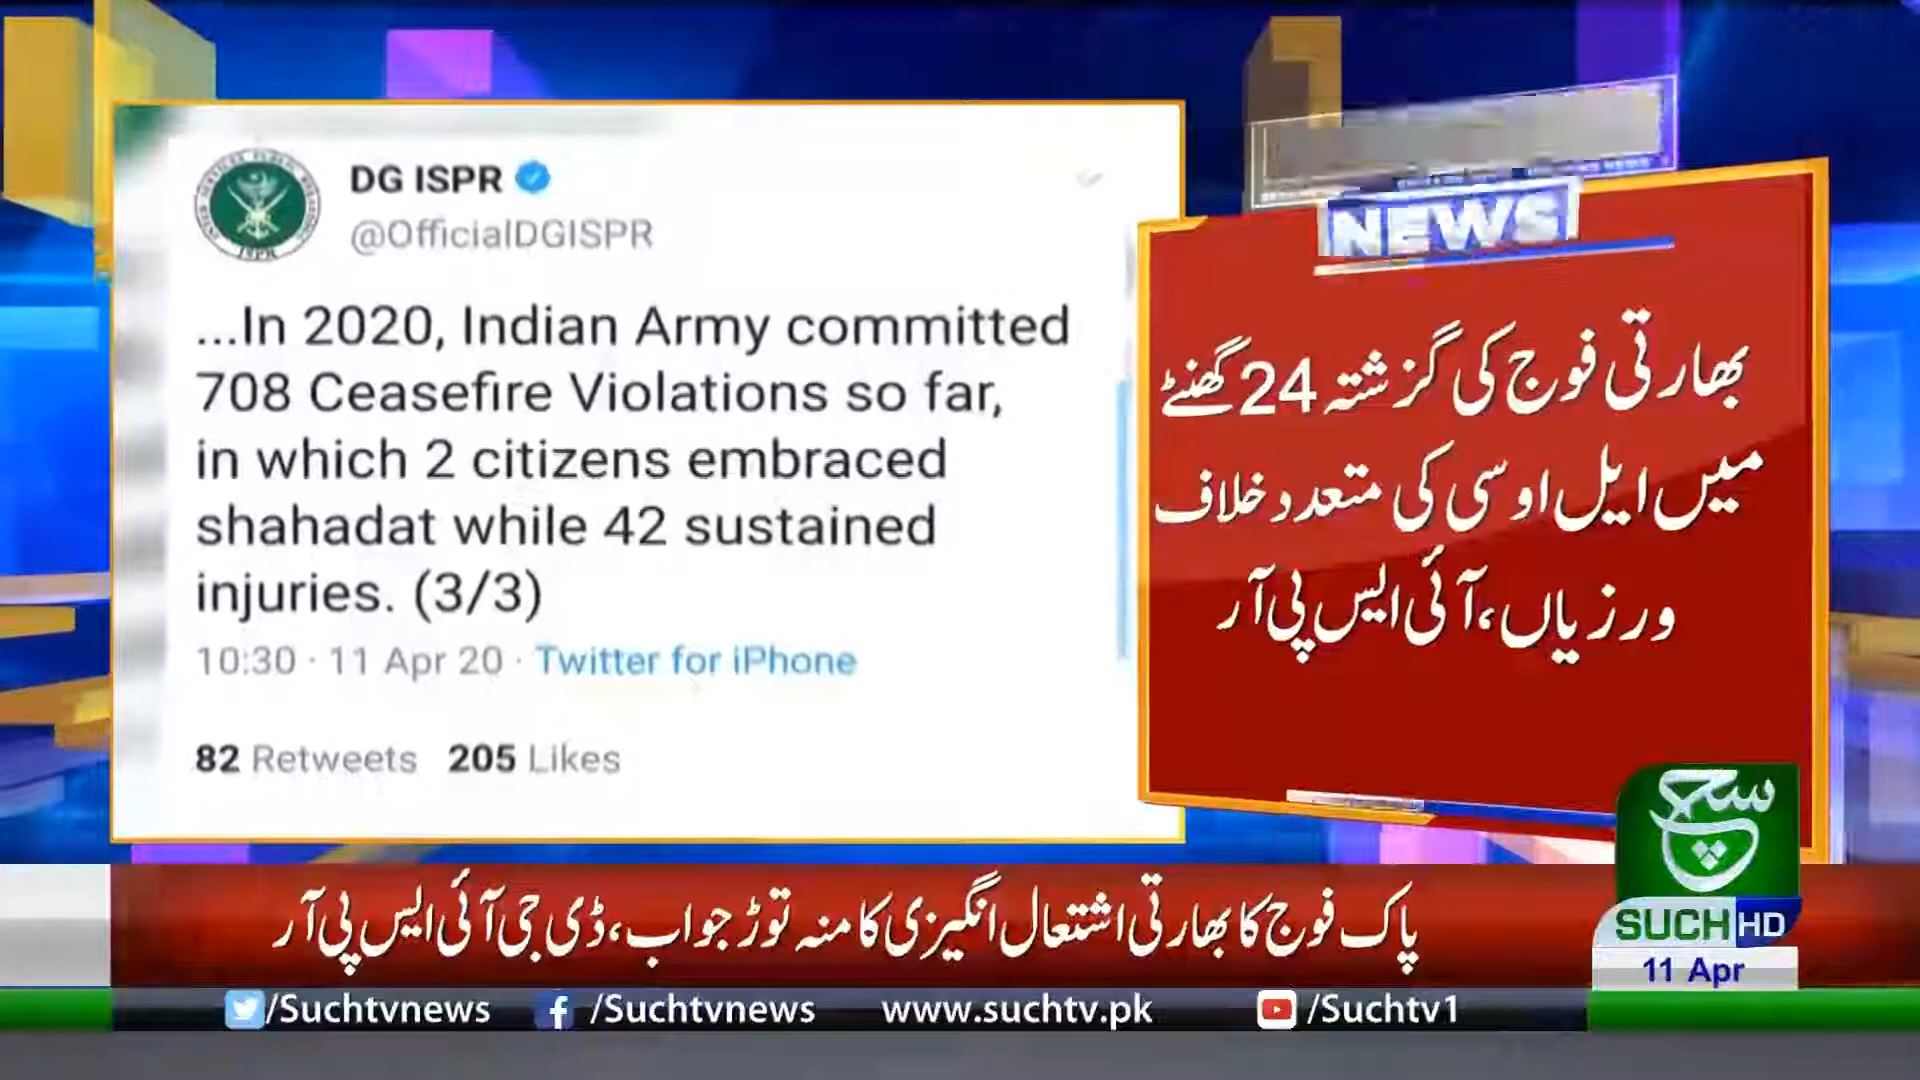 DG ISPR
@OfficialDGISPR
...In 2020, Indian Army committed
708 Ceasefire Violations so far,
in which 2 citizens embraced
shahadat while 42 sustained
injuries. (3/3)
10:30 · 11 Apr 20 · Twitter for iPhone
82 Retweets 205 Likes
NEWS
بھارتی فوج کی گزشتہ 24 گھنٹے
میں ایل او سی کی متعدد خلاف
ورزیاں، آئی ایس پی آر
پاک فوج کا بھارتی اشتعال انگیزی کا منہ توڑ جواب، ڈی جی آئی ایس پی آر
سچ
SUCH HD
11 Apr
/Suchtvnews /Suchtvnews www.suchtv.pk /Suchtv1